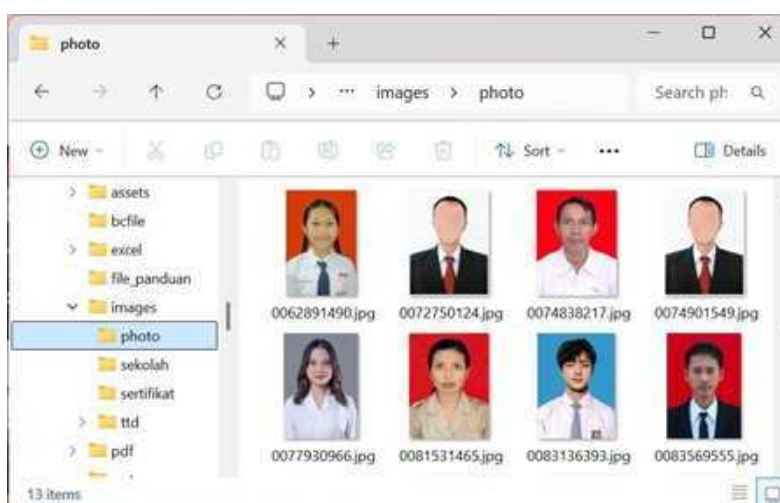 photo
images > photo
Search ph
New
Sort
Details
assets
bcfile
excel
file_panduan
images
photo
sekolah
sertifikat
ttd
pdf
0062891490.jpg
0072750124.jpg
0074838217.jpg
0074901549.jpg
0077930966.jpg
0081531465.jpg
0083136393.jpg
0083569555.jpg
13 items